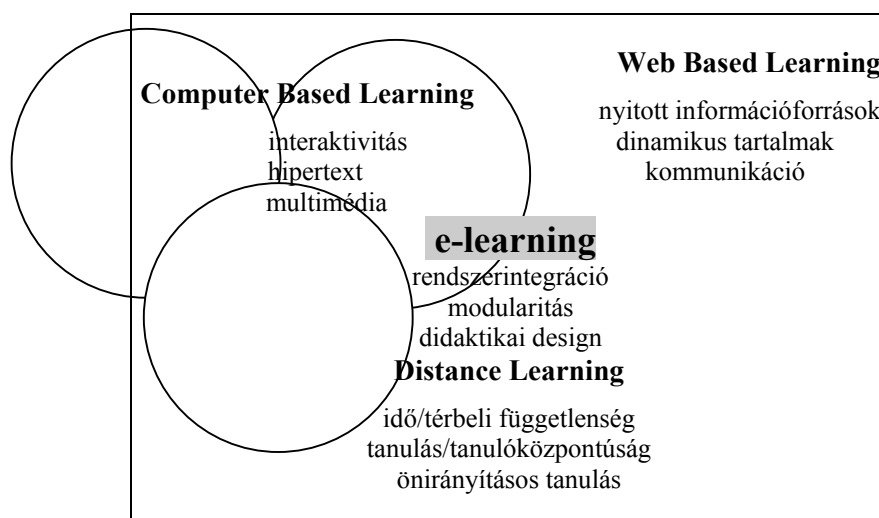 Computer Based Learning
interaktivitás
hipertext
multimédia
Web Based Learning
nyitott információforrások
dinamikus tartalmak
kommunikáció
e-learning
rendszerintegráció
modularitás
didaktikai design
Distance Learning
idő/térbeli függetlenség
tanulás/tanulóközpontúság
önirányításos tanulás